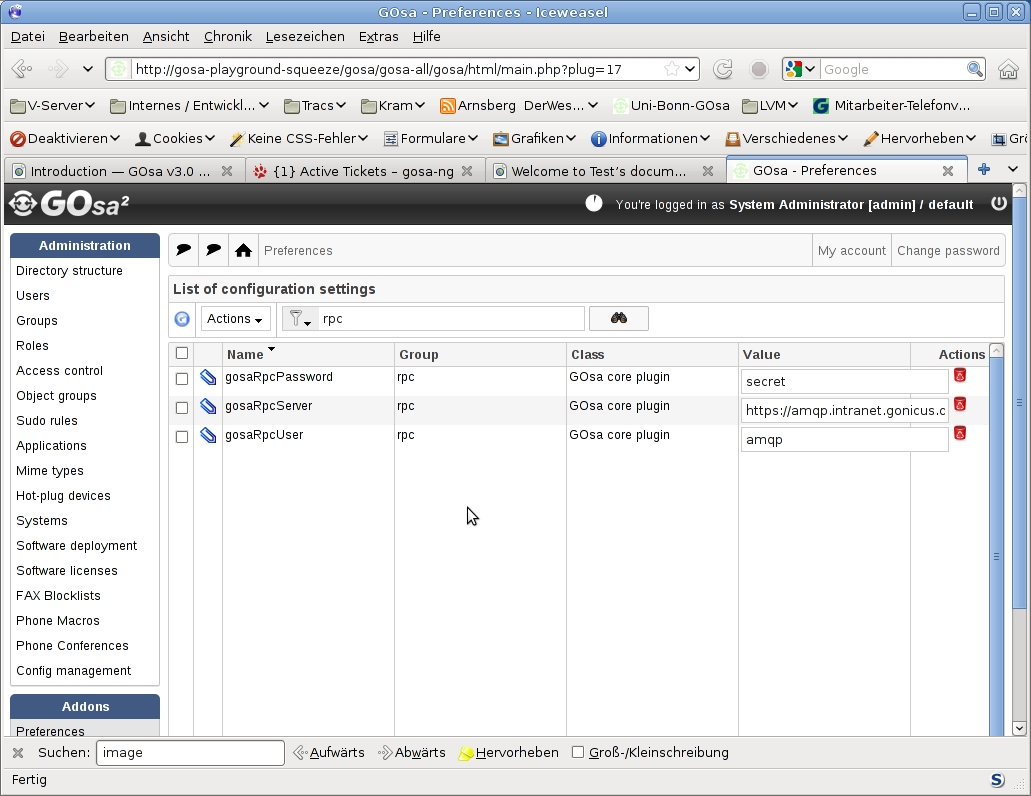 GOsa - Preferences - Iceweasel
Datei Bearbeiten Ansicht Chronik Lesezeichen Extras Hilfe
http://gosa-playground-squeeze/gosa/gosa-all/gosa/html/main.php?plug=17 Google
V-Server Internes / Entwickl... Tracs Kram Arnsberg DerWes... Uni-Bonn-GOsa LVM Mitarbeiter-Telefonv...
Deaktivieren Cookies Keine CSS-Fehler Formulare Grafiken Informationen Verschiedenes Hervorheben Gr
Introduction — GOsa v3.0 ... {1} Active Tickets – gosa-ng Welcome to Test's docum... GOsa - Preferences
GOsa² You're logged in as System Administrator [admin] / default
Administration
Directory structure
Users
Groups
Roles
Access control
Object groups
Sudo rules
Applications
Mime types
Hot-plug devices
Systems
Software deployment
Software licenses
FAX Blocklists
Phone Macros
Phone Conferences
Config management
Addons
Preferences
Preferences My account Change password
List of configuration settings
Actions rpc
Name Group Class Value Actions
gosaRpcPassword rpc GOsa core plugin secret
gosaRpcServer rpc GOsa core plugin https://amqp.intranet.gonicus.c
gosaRpcUser rpc GOsa core plugin amqp
Suchen: image Aufwärts Abwärts Hervorheben Groß-/Kleinschreibung
Fertig S